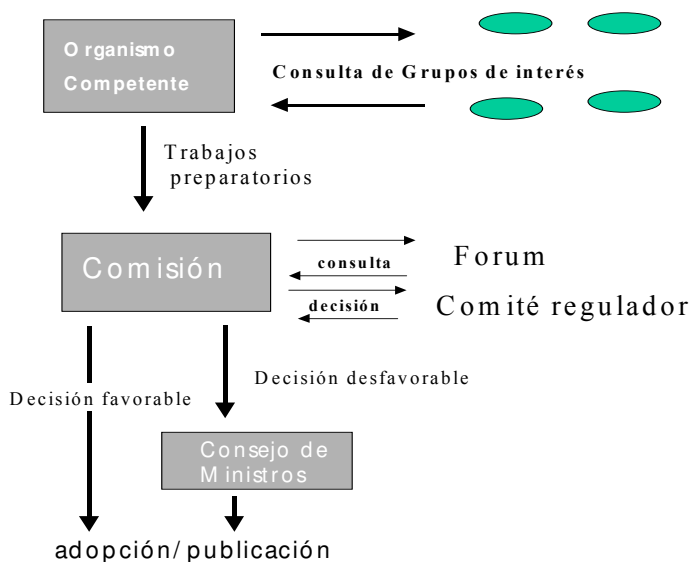 Organismo
Competente
Consulta de Grupos de interés
Trabajos
preparatorios
Comisión
consulta
decisión
Forum
Comité regulador
Decisión favorable
Decisión desfavorable
Consejo de
Ministros
adopción/publicación